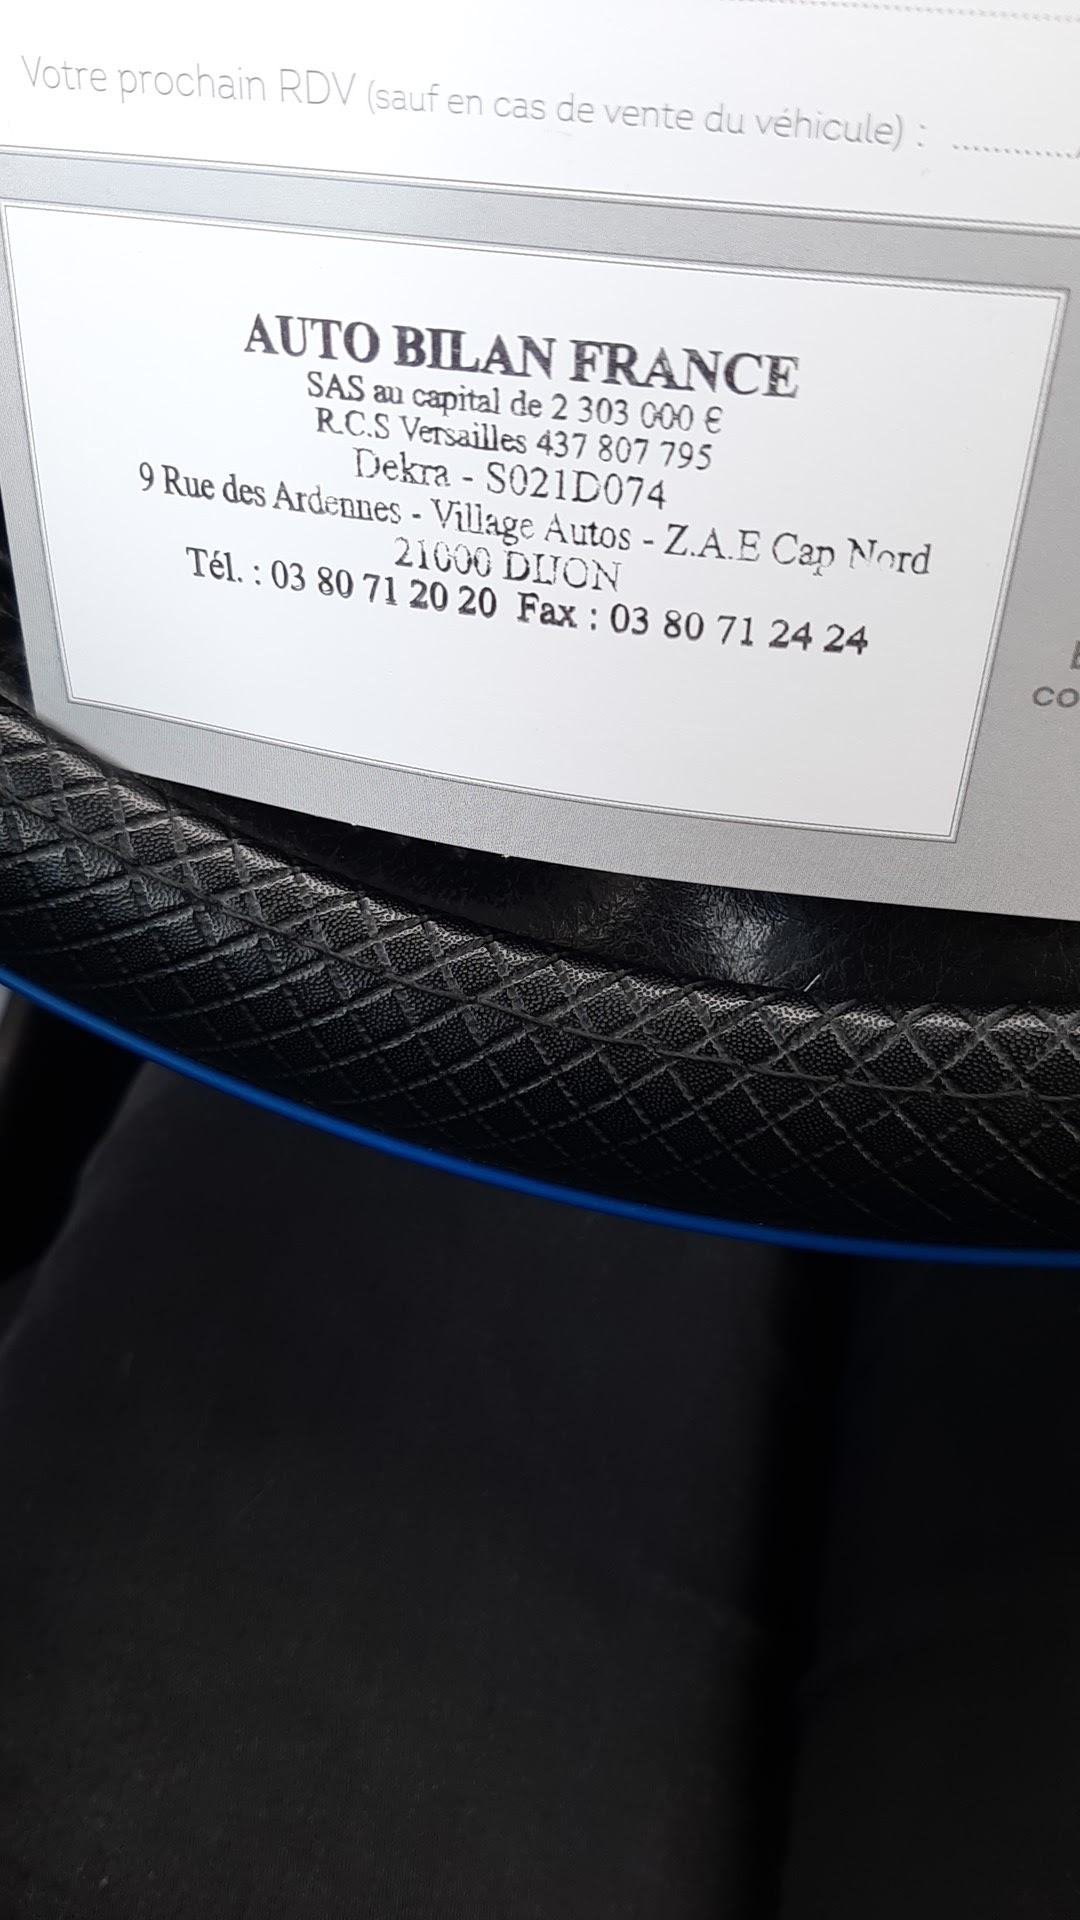 Votre prochain RDV (sauf en cas de vente du véhicule) : ............
AUTO BILAN FRANCE
SAS au capital de 2 303 000 €
R.C.S Versailles 437 807 795
Dekra - S021D074
9 Rue des Ardennes - Village Autos - Z.A.E Cap Nord
21000 DIJON
Tél. : 03 80 71 20 20 Fax : 03 80 71 24 24